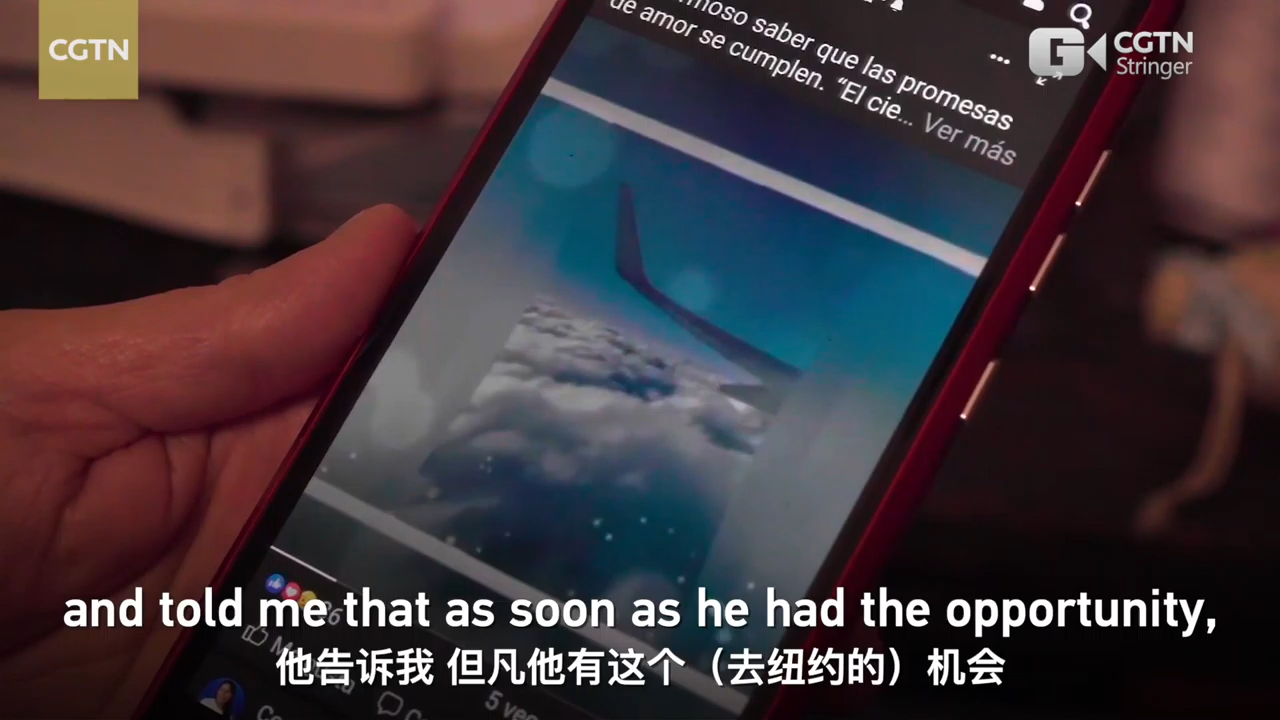 CGTN
CGTN
Stringer
saber que las promesas
de amor se cumplen. “El cie... Ver más
and told me that as soon as he had the opportunity,
他告诉我 但凡他有这个（去纽约的）机会